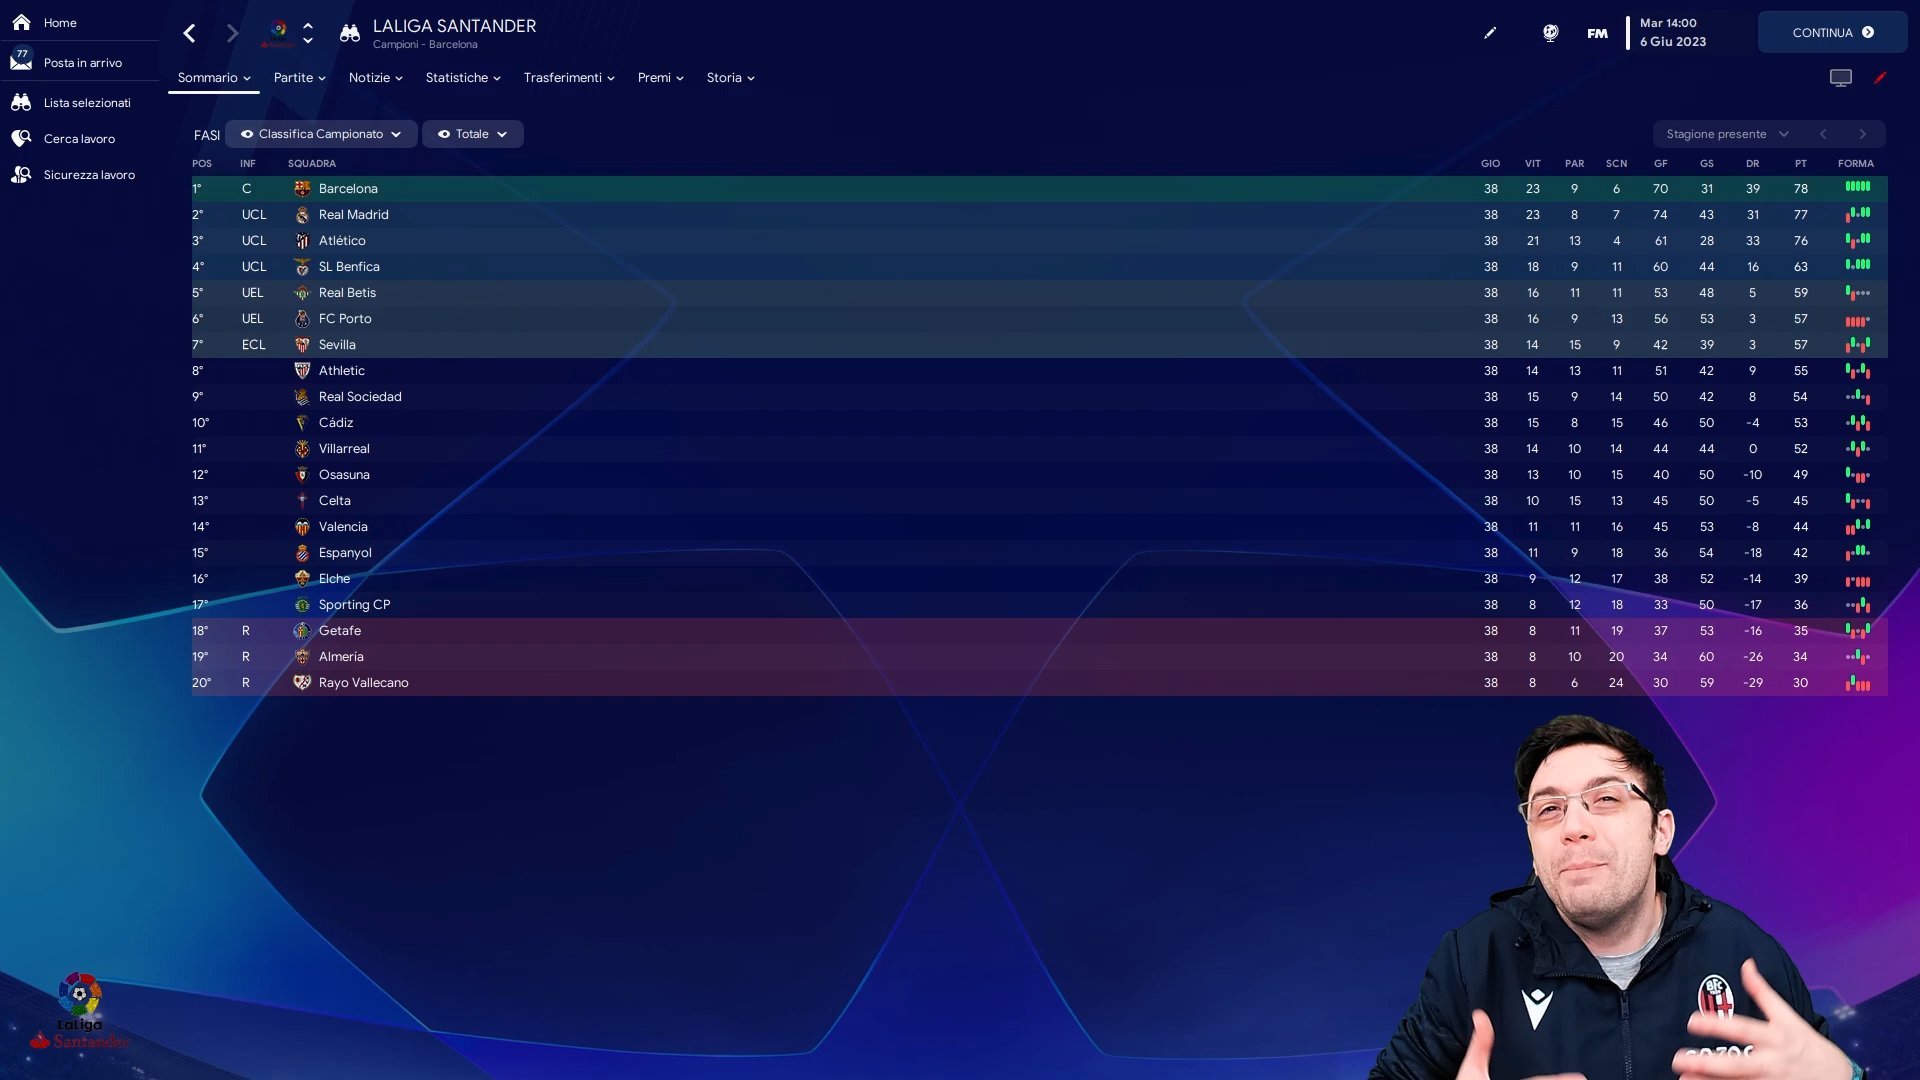 Home
77
Posta in arrivo
Lista selezionati
Cerca lavoro
Sicurezza lavoro
LALIGA SANTANDER
Campioni - Barcelona
FM
Mar 14:00
6 Giu 2023
CONTINUA
Sommario Partite Notizie Statistiche Trasferimenti Premi Storia
FASI Classifica Campionato Totale Stagione presente
POS INF SQUADRA GIO VIT PAR SCN GF GS DR PT FORMA
1° C Barcelona 38 23 9 6 70 31 39 78
2° UCL Real Madrid 38 23 8 7 74 43 31 77
3° UCL Atlético 38 21 13 4 61 28 33 76
4° UCL SL Benfica 38 18 9 11 60 44 16 63
5° UEL Real Betis 38 16 11 11 53 48 5 59
6° UEL FC Porto 38 16 9 13 56 53 3 57
7° ECL Sevilla 38 14 15 9 42 39 3 57
8° Athletic 38 14 13 11 51 42 9 55
9° Real Sociedad 38 15 9 14 50 42 8 54
10° Cádiz 38 15 8 15 46 50 -4 53
11° Villarreal 38 14 10 14 44 44 0 52
12° Osasuna 38 13 10 15 40 50 -10 49
13° Celta 38 10 15 13 45 50 -5 45
14° Valencia 38 11 11 16 45 53 -8 44
15° Espanyol 38 11 9 18 36 54 -18 42
16° Elche 38 9 12 17 38 52 -14 39
17° Sporting CP 38 8 12 18 33 50 -17 36
18° R Getafe 38 8 11 19 37 53 -16 35
19° R Almería 38 8 10 20 34 60 -26 34
20° R Rayo Vallecano 38 8 6 24 30 59 -29 30
LaLiga
Santander
BFC